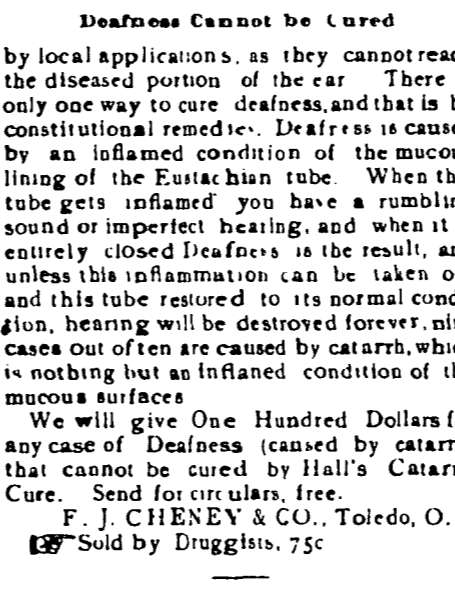 Deafness Cannot be Cured
by local applications, as they cannot reac
the diseased portion of the ear There
only one way to cure deafness, and that is b
constitutional remedies. Deafness is cause
by an inflamed condition of the mucou
lining of the Eustachian tube. When th
tube gets inflamed you have a rumblin
sound or imperfect hearing, and when it
entirely closed Deafness is the result, an
unless this inflammation can be taken o
and this tube restored to its normal cond
tion, hearing will be destroyed forever, nin
cases out of ten are caused by catarrh, whic
is nothing but an inflaned condition of th
mucous surfaces
We will give One Hundred Dollars f
any case of Deafness (caused by catarr
that cannot be cured by Hall's Catarr
Cure. Send for circulars, free.
F. J. CHENEY & CO., Toledo, O.
Sold by Druggists, 75c